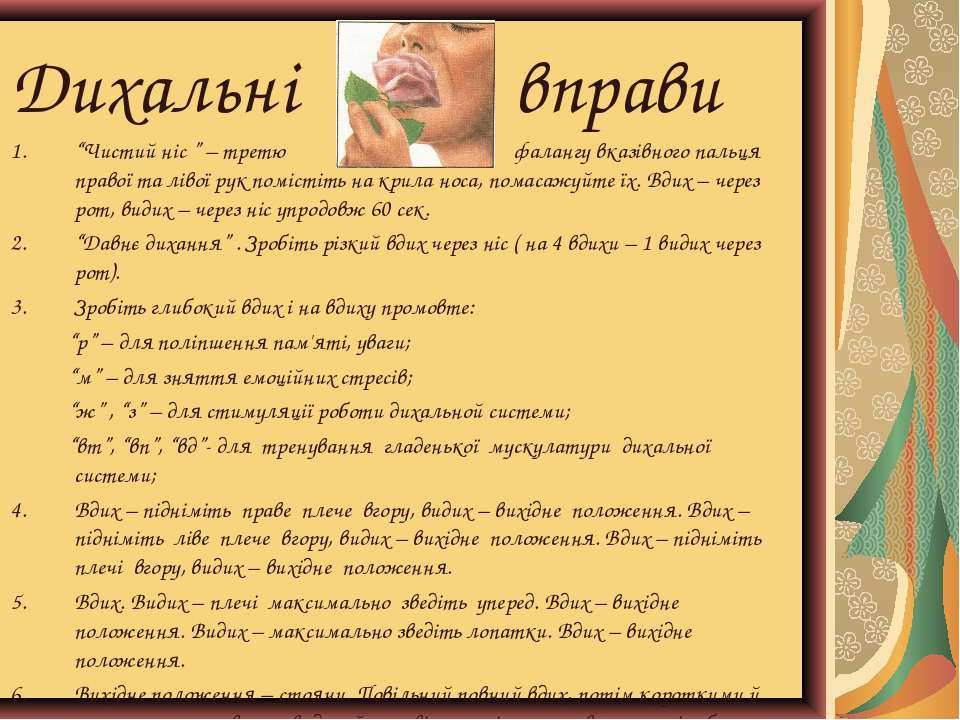 Дихальні вправи
1. “Чистий ніс ” – третю фалангу вказівного пальця
правої та лівої рук помістіть на крила носа, помасажуйте їх. Вдих – через
рот, видих – через ніс упродовж 60 сек.
2. “Давнє дихання” . Зробіть різкий вдих через ніс ( на 4 вдихи – 1 видих через
рот).
3. Зробіть глибокий вдих і на вдиху промовте:
“р” – для поліпшення пам'яті, уваги;
“м” – для зняття емоційних стресів;
“ж” , “з” – для стимуляції роботи дихальной системи;
“вт”, “вп”, “вд”- для тренування гладенької мускулатури дихальної
системи;
4. Вдих – підніміть праве плече вгору, видих – вихідне положення. Вдих –
підніміть ліве плече вгору, видих – вихідне положення. Вдих – підніміть
плечі вгору, видих – вихідне положення.
5. Вдих. Видих – плечі максимально зведіть уперед. Вдих – вихідне
положення. Видих – максимально зведіть лопатки. Вдих – вихідне
положення.
6. Вихідне положення – стоячи. Повільний повний вдих, потім короткими й